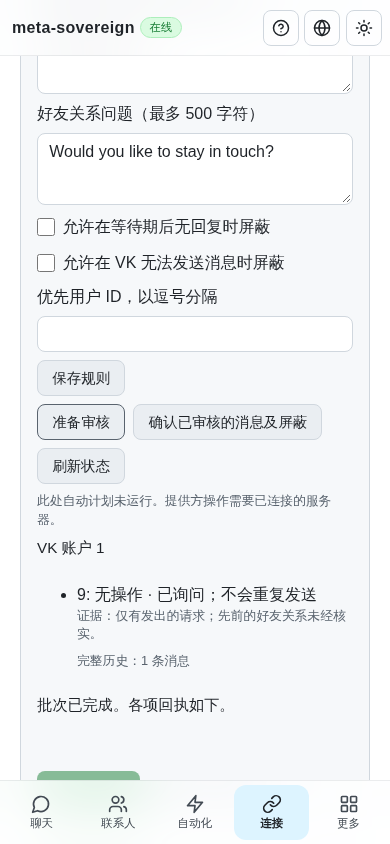 meta-sovereign 在线
好友关系问题（最多 500 字符）
Would you like to stay in touch?
允许在等待期后无回复时屏蔽
允许在 VK 无法发送消息时屏蔽
优先用户 ID，以逗号分隔
保存规则
准备审核 确认已审核的消息及屏蔽
刷新状态
此处自动计划未运行。提供方操作需要已连接的服务
器。
VK 账户 1
9: 无操作 · 已询问；不会重复发送
证据：仅有发出的请求；先前的好友关系未经核
实。
完整历史：1 条消息
批次已完成。各项回执如下。
聊天 联系人 自动化 连接 更多